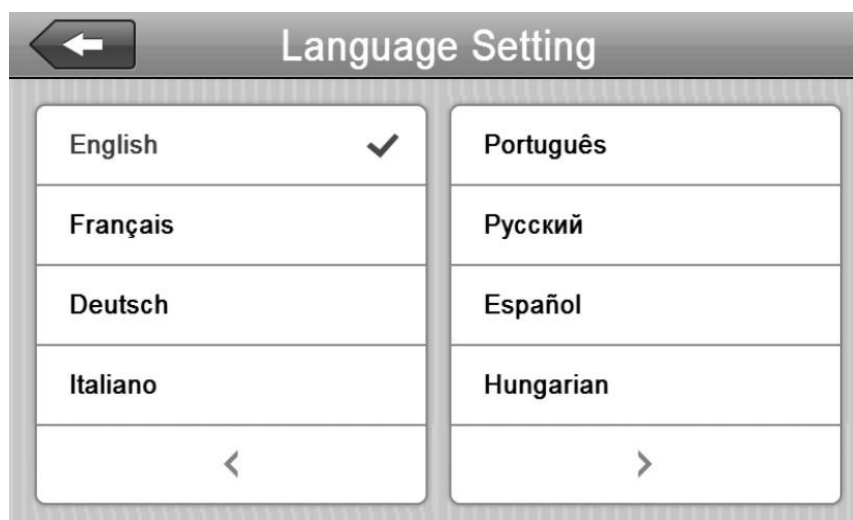 Language Setting
English
Français
Deutsch
Italiano
Português
Русский
Español
Hungarian